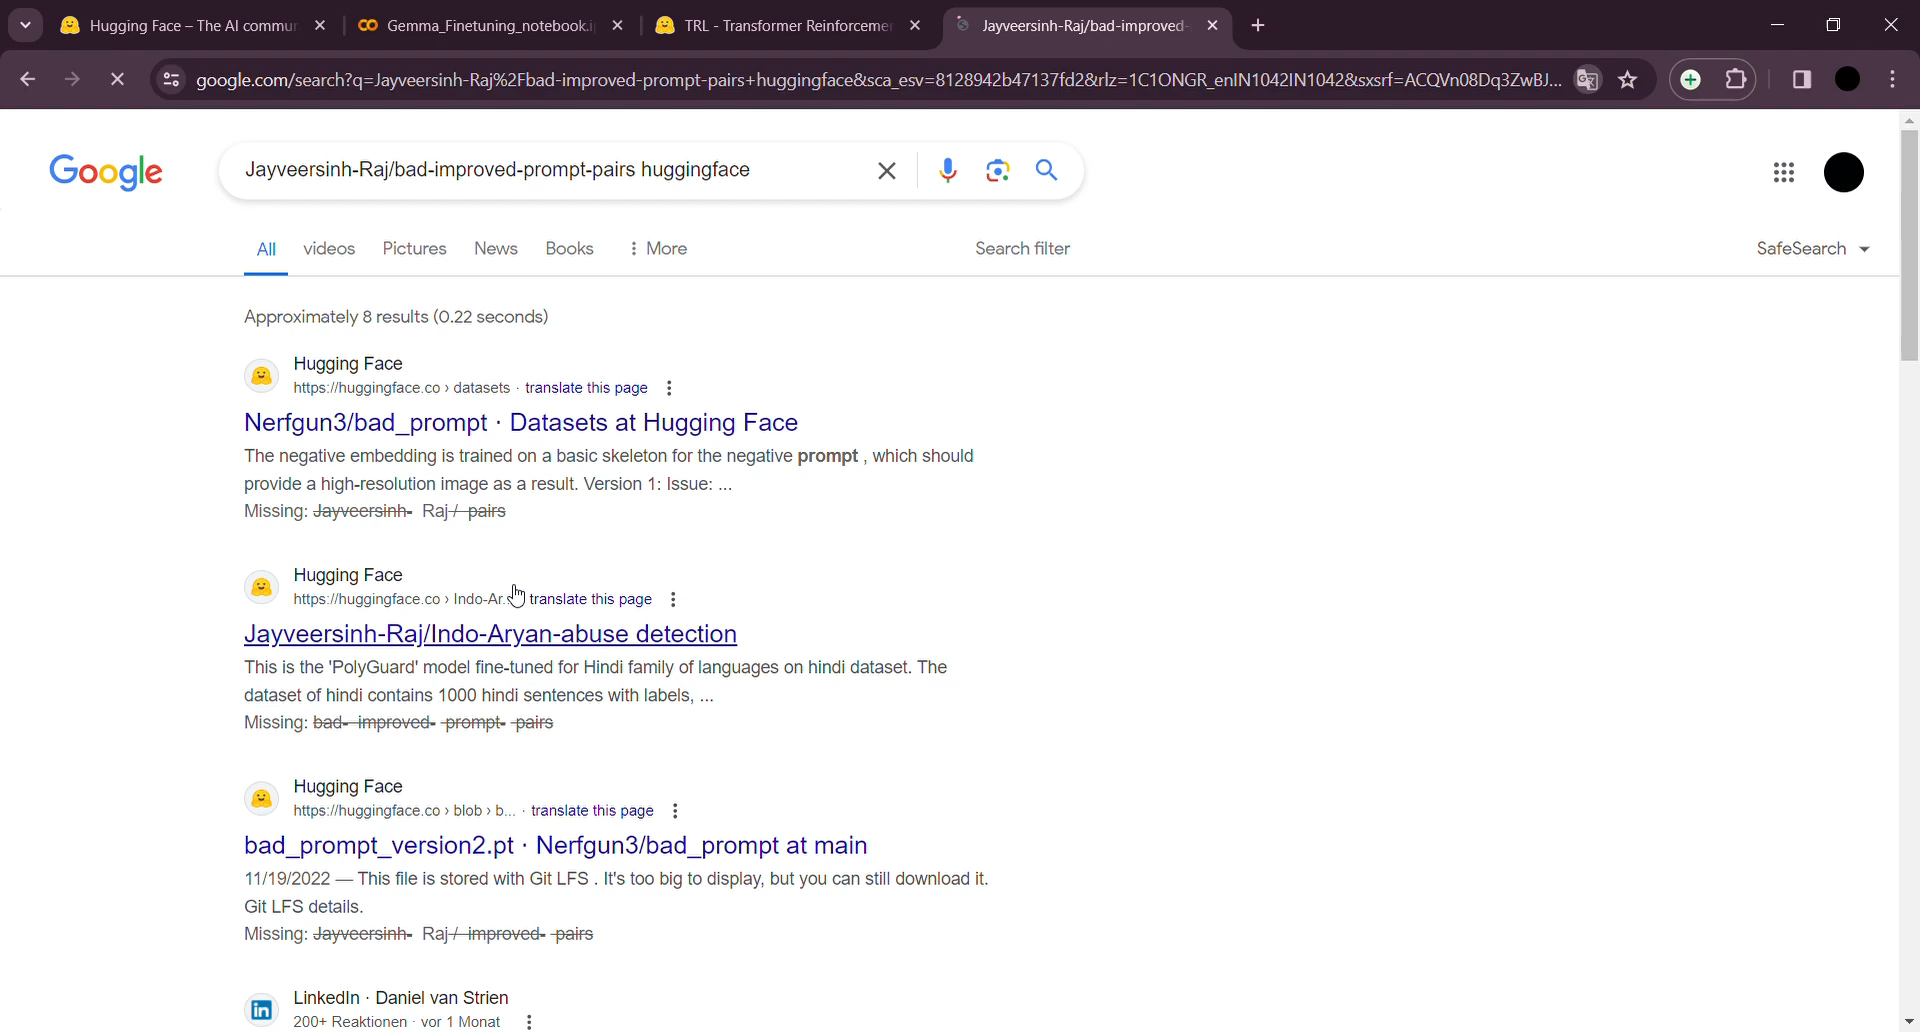 Hugging Face – The AI commun
Gemma_Finetuning_notebook.i
TRL - Transformer Reinforcemen
Jayveersinh-Raj/bad-improved-
google.com/search?q=Jayveersinh-Raj%2Fbad-improved-prompt-pairs+huggingface&sca_esv=8128942b47137fd2&rlz=1C1ONGR_enIN1042IN1042&sxsrf=ACQVn08Dq3ZwBJ...
Google
Jayveersinh-Raj/bad-improved-prompt-pairs huggingface
All videos Pictures News Books More Search filter SafeSearch
Approximately 8 results (0.22 seconds)
Hugging Face
https://huggingface.co › datasets · translate this page
Nerfgun3/bad_prompt · Datasets at Hugging Face
The negative embedding is trained on a basic skeleton for the negative prompt , which should
provide a high-resolution image as a result. Version 1: Issue: ...
Missing: Jayveersinh- Raj/ pairs
Hugging Face
https://huggingface.co › Indo-Ar... translate this page
Jayveersinh-Raj/Indo-Aryan-abuse detection
This is the 'PolyGuard' model fine-tuned for Hindi family of languages on hindi dataset. The
dataset of hindi contains 1000 hindi sentences with labels, ...
Missing: bad- improved- prompt- pairs
Hugging Face
https://huggingface.co › blob › b... · translate this page
bad_prompt_version2.pt · Nerfgun3/bad_prompt at main
11/19/2022 — This file is stored with Git LFS . It's too big to display, but you can still download it.
Git LFS details.
Missing: Jayveersinh- Raj/ improved- pairs
LinkedIn · Daniel van Strien
200+ Reaktionen · vor 1 Monat